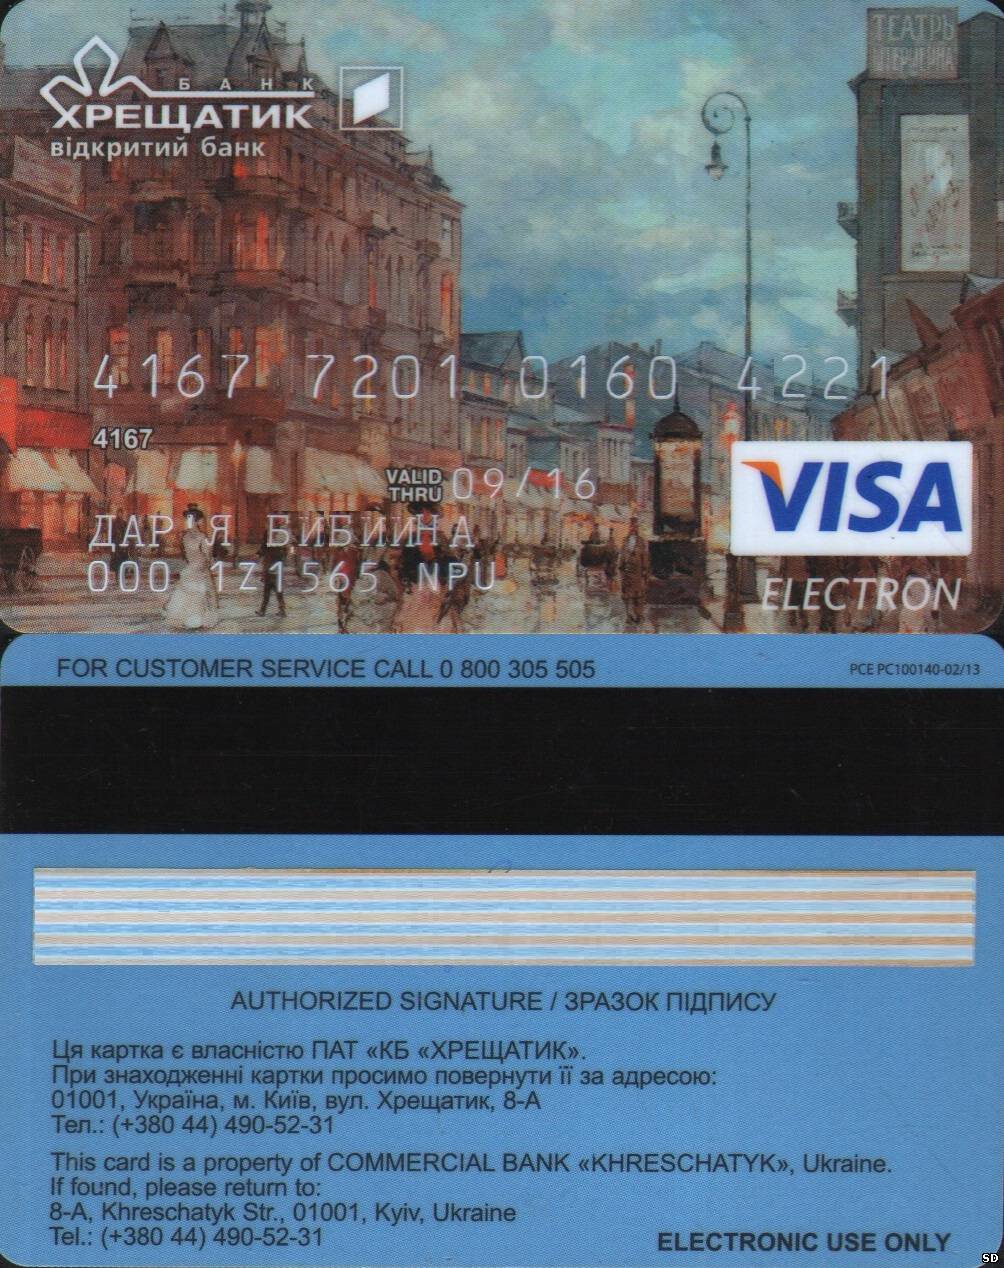 ТЕАТРЪ
БАНК
ХРЕЩАТИК
відкритий банк
4167 7201 0160 4221
4167
VALID THRU 09/16
VISA
ДАР Я БИБИИНА
000 1Z1565 NPU
ELECTRON
FOR CUSTOMER SERVICE CALL 0 800 305 505
PCE PC100140-02/13
AUTHORIZED SIGNATURE / ЗРАЗОК ПІДПИСУ
Ця картка є власністю ПАТ «КБ «ХРЕЩАТИК».
При знаходженні картки просимо повернути її за адресою:
01001, Україна, м. Київ, вул. Хрещатик, 8-А
Тел.: (+380 44) 490-52-31
This card is a property of COMMERCIAL BANK «KHRESCHATYK», Ukraine.
If found, please return to:
8-A, Khreschatyk Str., 01001, Kyiv, Ukraine
Tel.: (+380 44) 490-52-31
ELECTRONIC USE ONLY
SD